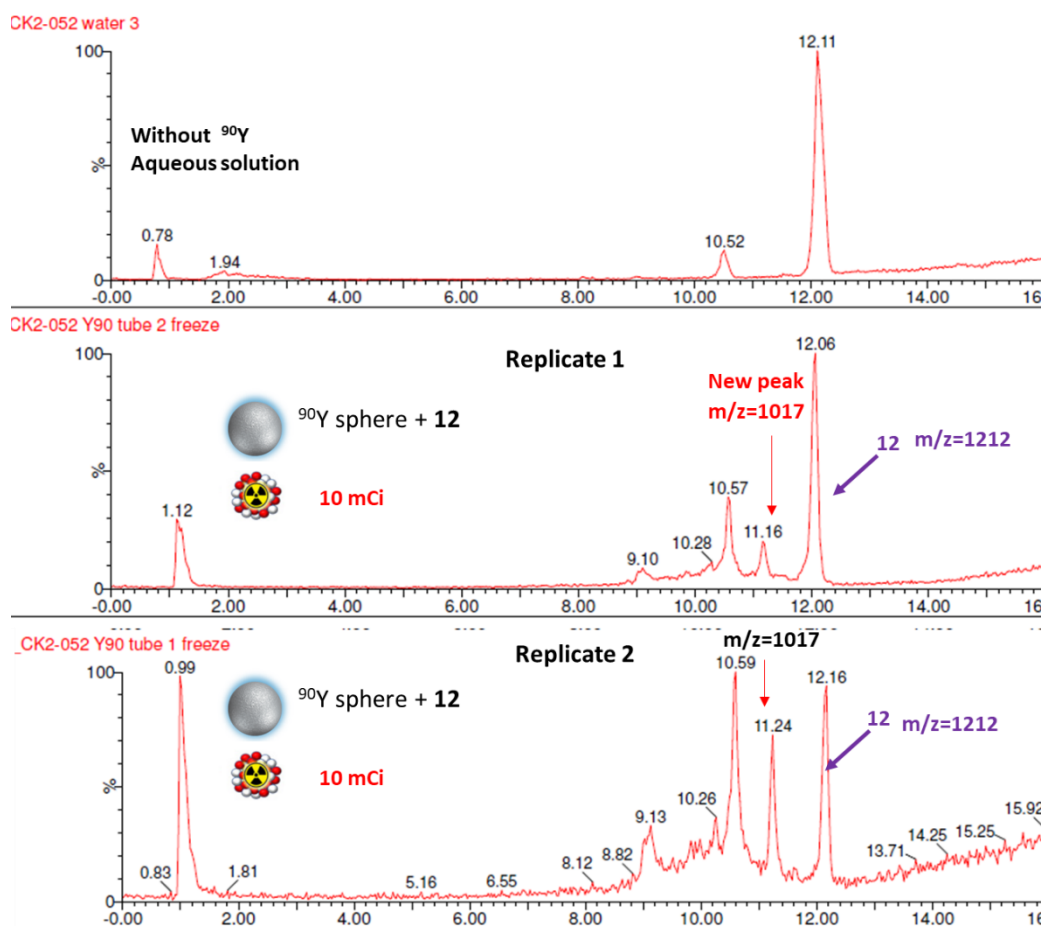 CK2-052 water 3
100
12.11
Without ⁹⁰Y
Aqueous solution
%
0.78
1.94
10.52
0
-0.00 2.00 4.00 6.00 8.00 10.00 12.00 14.00 16
CK2-052 Y90 tube 2 freeze
Replicate 1
100
12.06
New peak
m/z=1017
⁹⁰Y sphere + 12
12 m/z=1212
%
10 mCi
1.12
10.57
11.16
10.28
9.10
0
-0.00 2.00 4.00 6.00 8.00 10.00 12.00 14.00 16
_CK2-052 Y90 tube 1 freeze
Replicate 2
m/z=1017
100
0.99
10.59
12.16
⁹⁰Y sphere + 12
12 m/z=1212
11.24
%
10 mCi
10.26
9.13
15.92
15.25
14.25
13.71
8.82
8.12
0.83
1.81
5.16
6.55
0
-0.00 2.00 4.00 6.00 8.00 10.00 12.00 14.00 16